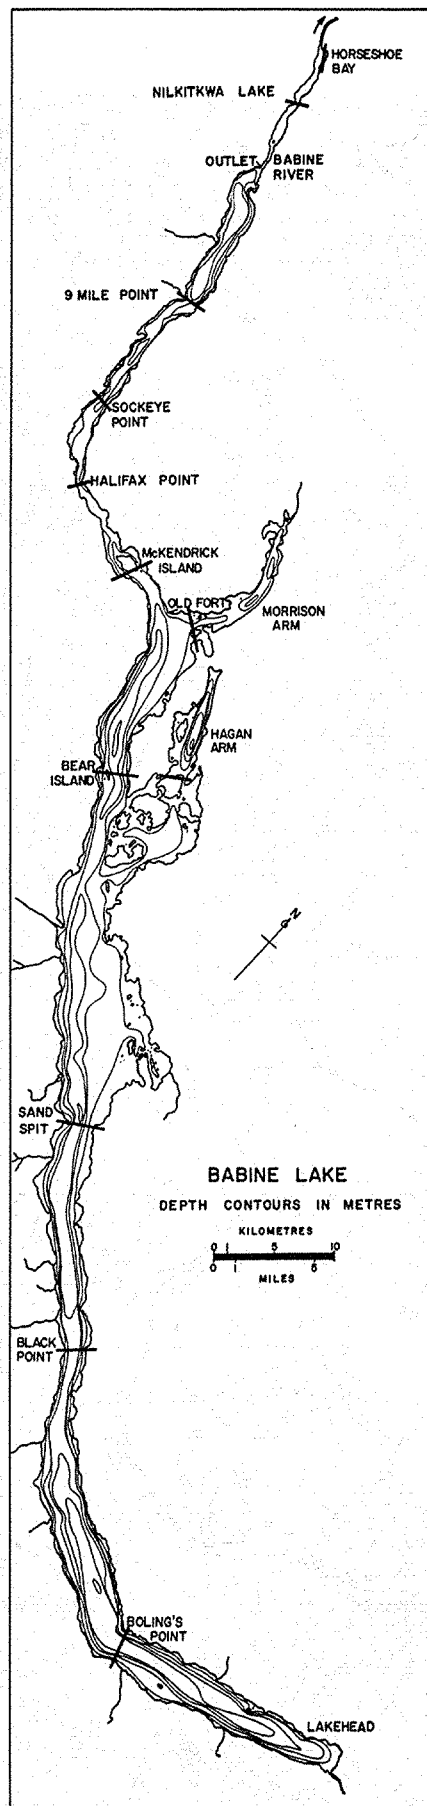 HORSESHOE
BAY
NILKITKWA LAKE
OUTLET BABINE
RIVER
9 MILE POINT
SOCKEYE
POINT
HALIFAX POINT
McKENDRICK
ISLAND
OLD FORT
MORRISON
ARM
HAGAN
ARM
BEAR
ISLAND
N
SAND
SPIT
BABINE LAKE
DEPTH CONTOURS IN METRES
KILOMETRES
0 1 5 10
0 1 5
MILES
BLACK
POINT
BOLING'S
POINT
LAKEHEAD